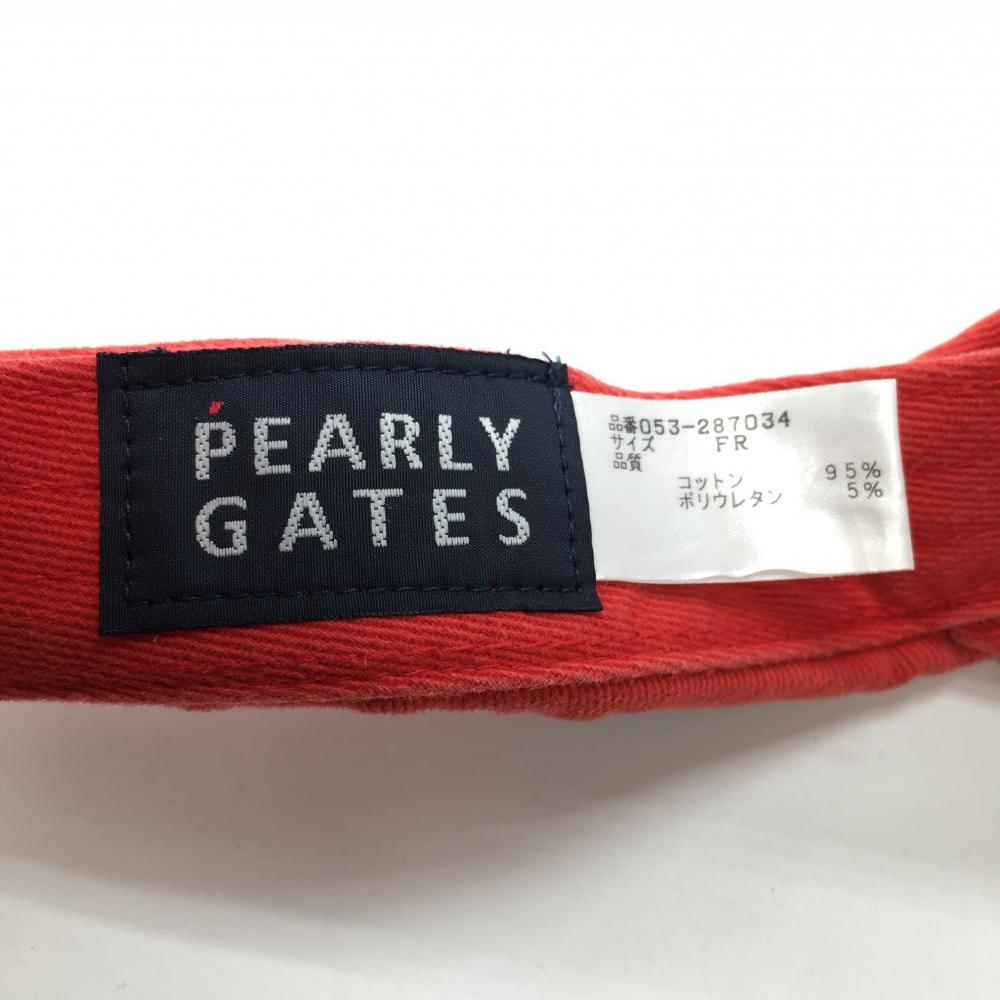 PEARLY
GATES
品番053-287034
サイズ FR
品質
コットン 95%
ポリウレタン 5%